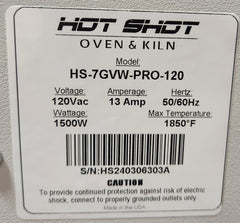 HOT SHOT
OVEN & KILN
Model:
HS-7GVW-PRO-120
Voltage: Amperage: Hertz:
120Vac 13 Amp 50/60Hz
Wattage: Max Temperature
1500W 1850°F
S/N:HS240306303A
CAUTION
To provide continued protection against risk of electric
shock, connect to properly grounded outlets only
Made in the USA